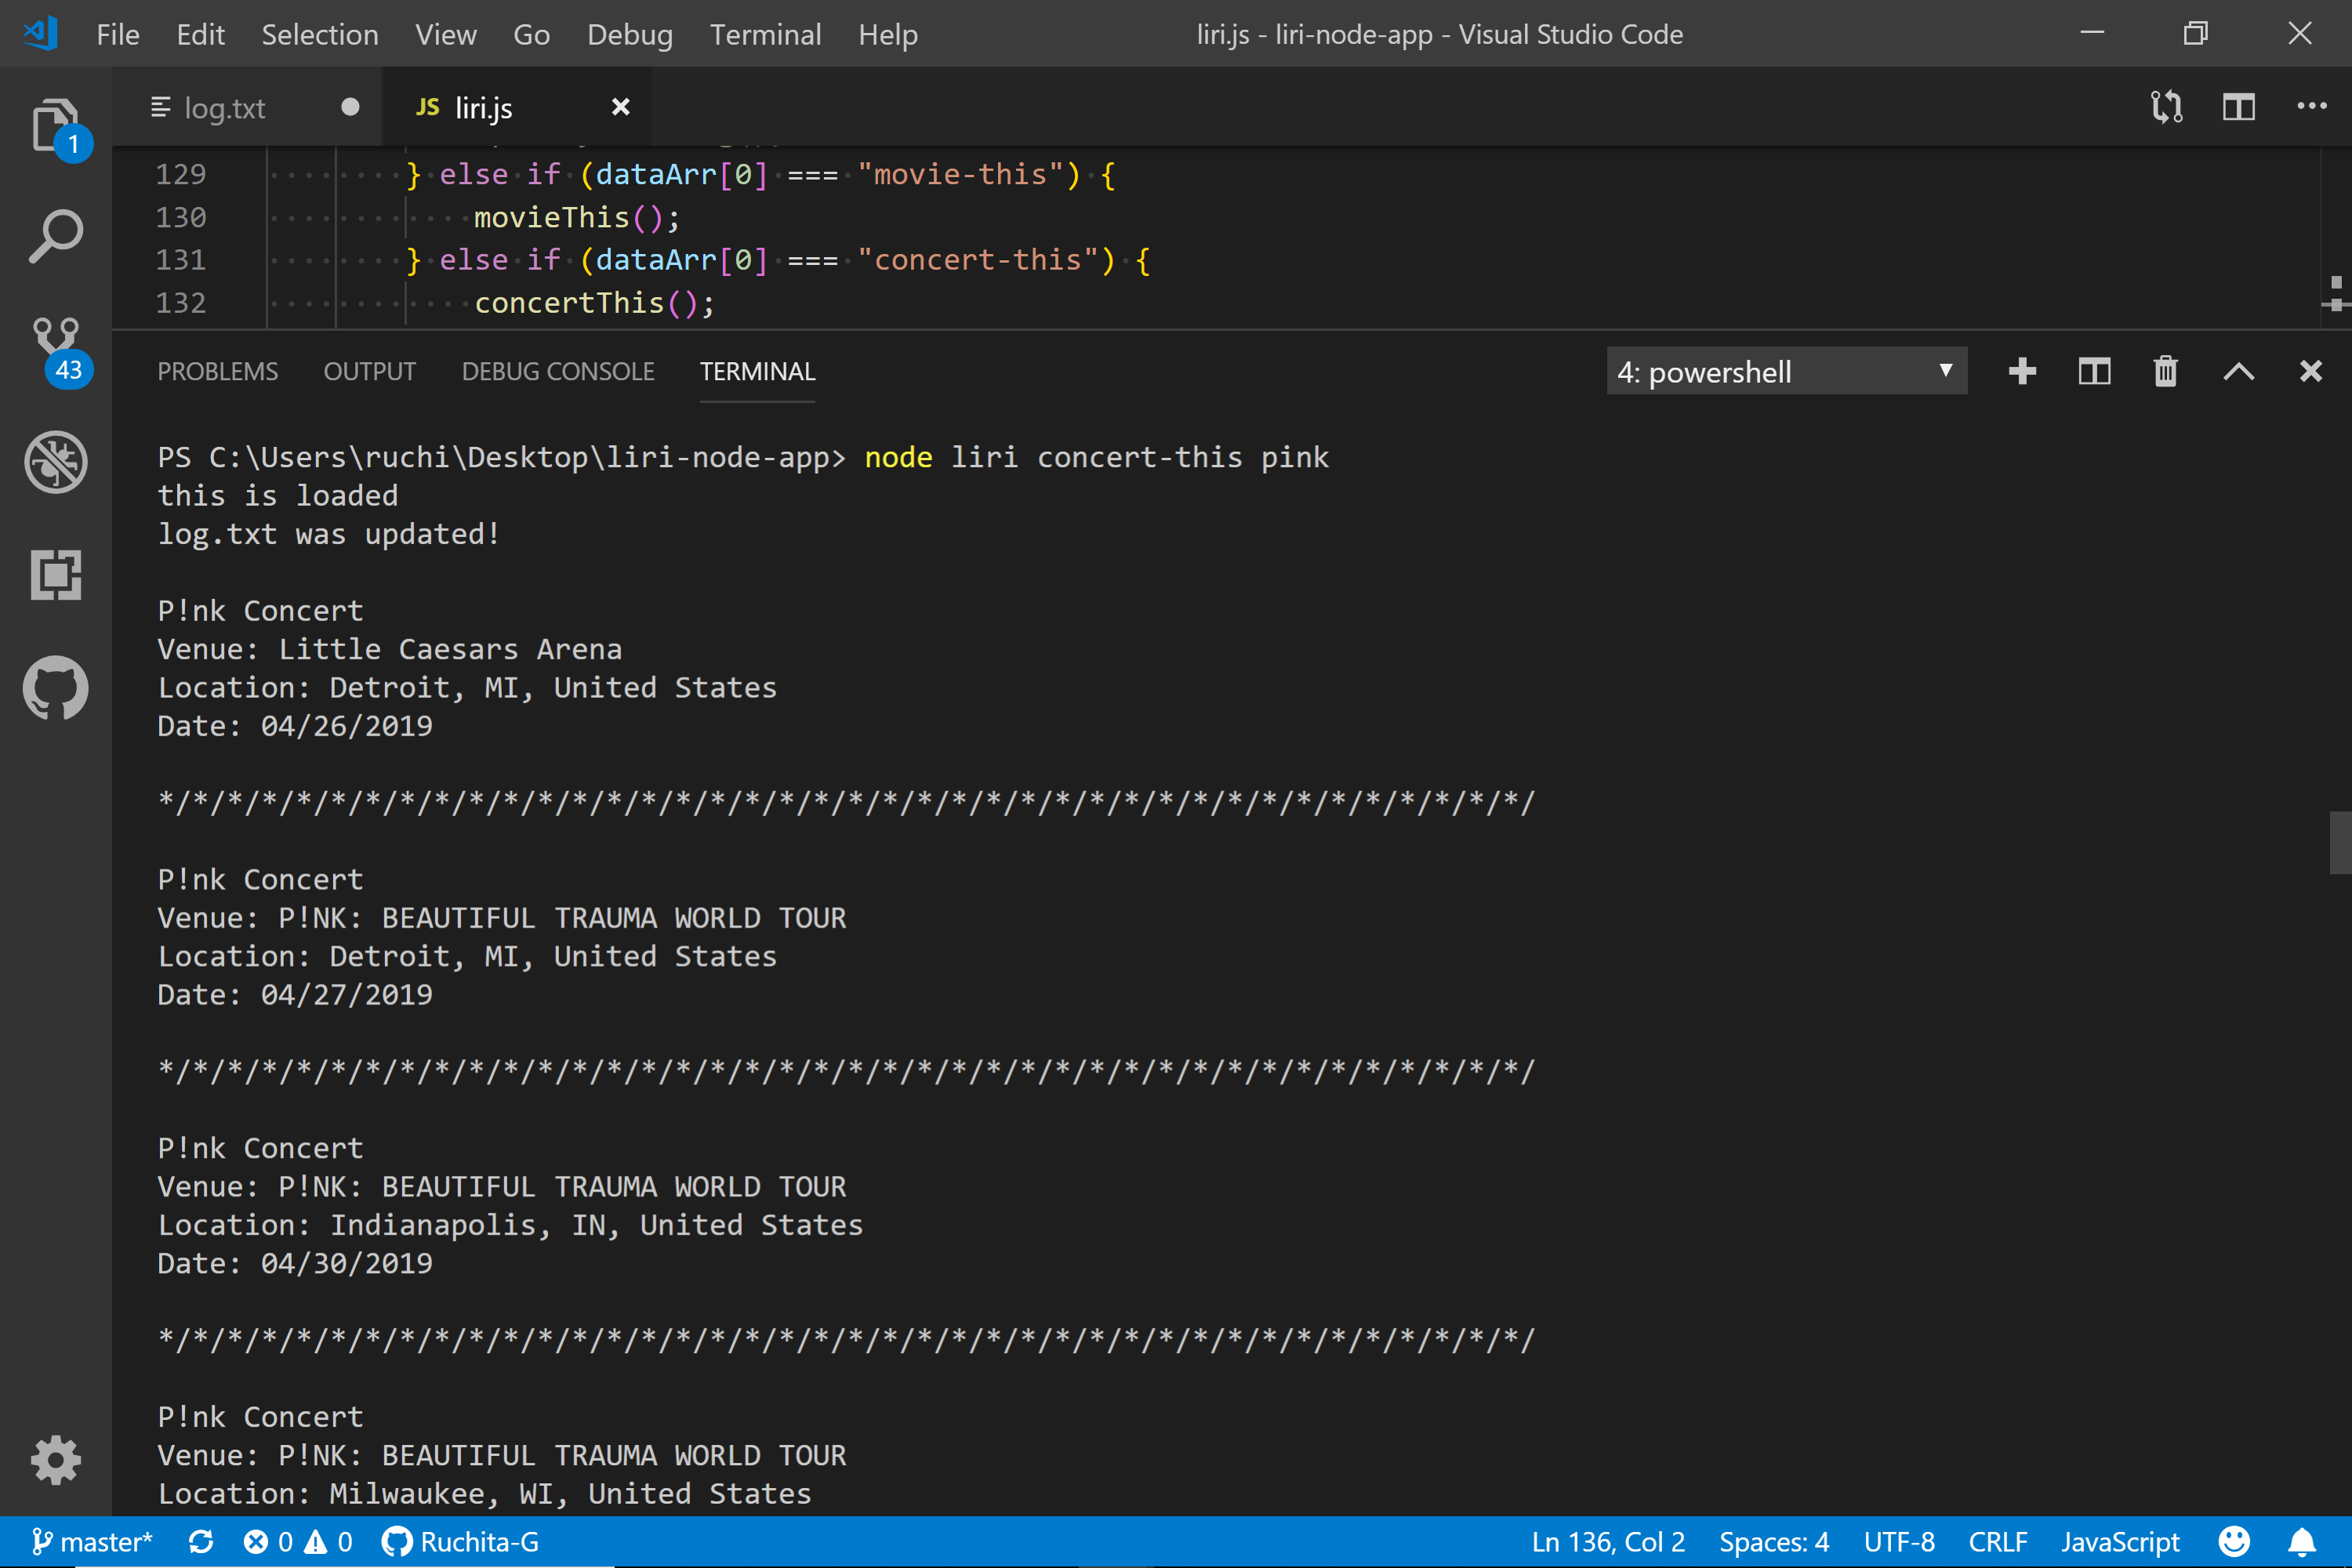 File Edit Selection View Go Debug Terminal Help liri.js - liri-node-app - Visual Studio Code
log.txt JS liri.js
1
43
129 } else if (dataArr[0] === "movie-this") {
130 movieThis();
131 } else if (dataArr[0] === "concert-this") {
132 concertThis();
PROBLEMS OUTPUT DEBUG CONSOLE TERMINAL 4: powershell
PS C:\Users\ruchi\Desktop\liri-node-app> node liri concert-this pink
this is loaded
log.txt was updated!
P!nk Concert
Venue: Little Caesars Arena
Location: Detroit, MI, United States
Date: 04/26/2019
*/*/*/*/*/*/*/*/*/*/*/*/*/*/*/*/*/*/*/*/*/*/*/*/*/*/*/*/*/*/*/*/*/*/*/*/*/*/*/*/
P!nk Concert
Venue: P!NK: BEAUTIFUL TRAUMA WORLD TOUR
Location: Detroit, MI, United States
Date: 04/27/2019
*/*/*/*/*/*/*/*/*/*/*/*/*/*/*/*/*/*/*/*/*/*/*/*/*/*/*/*/*/*/*/*/*/*/*/*/*/*/*/*/
P!nk Concert
Venue: P!NK: BEAUTIFUL TRAUMA WORLD TOUR
Location: Indianapolis, IN, United States
Date: 04/30/2019
*/*/*/*/*/*/*/*/*/*/*/*/*/*/*/*/*/*/*/*/*/*/*/*/*/*/*/*/*/*/*/*/*/*/*/*/*/*/*/*/
P!nk Concert
Venue: P!NK: BEAUTIFUL TRAUMA WORLD TOUR
Location: Milwaukee, WI, United States
master* 0 0 Ruchita-G Ln 136, Col 2 Spaces: 4 UTF-8 CRLF JavaScript